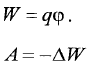 W = qφ .
A = −ΔW